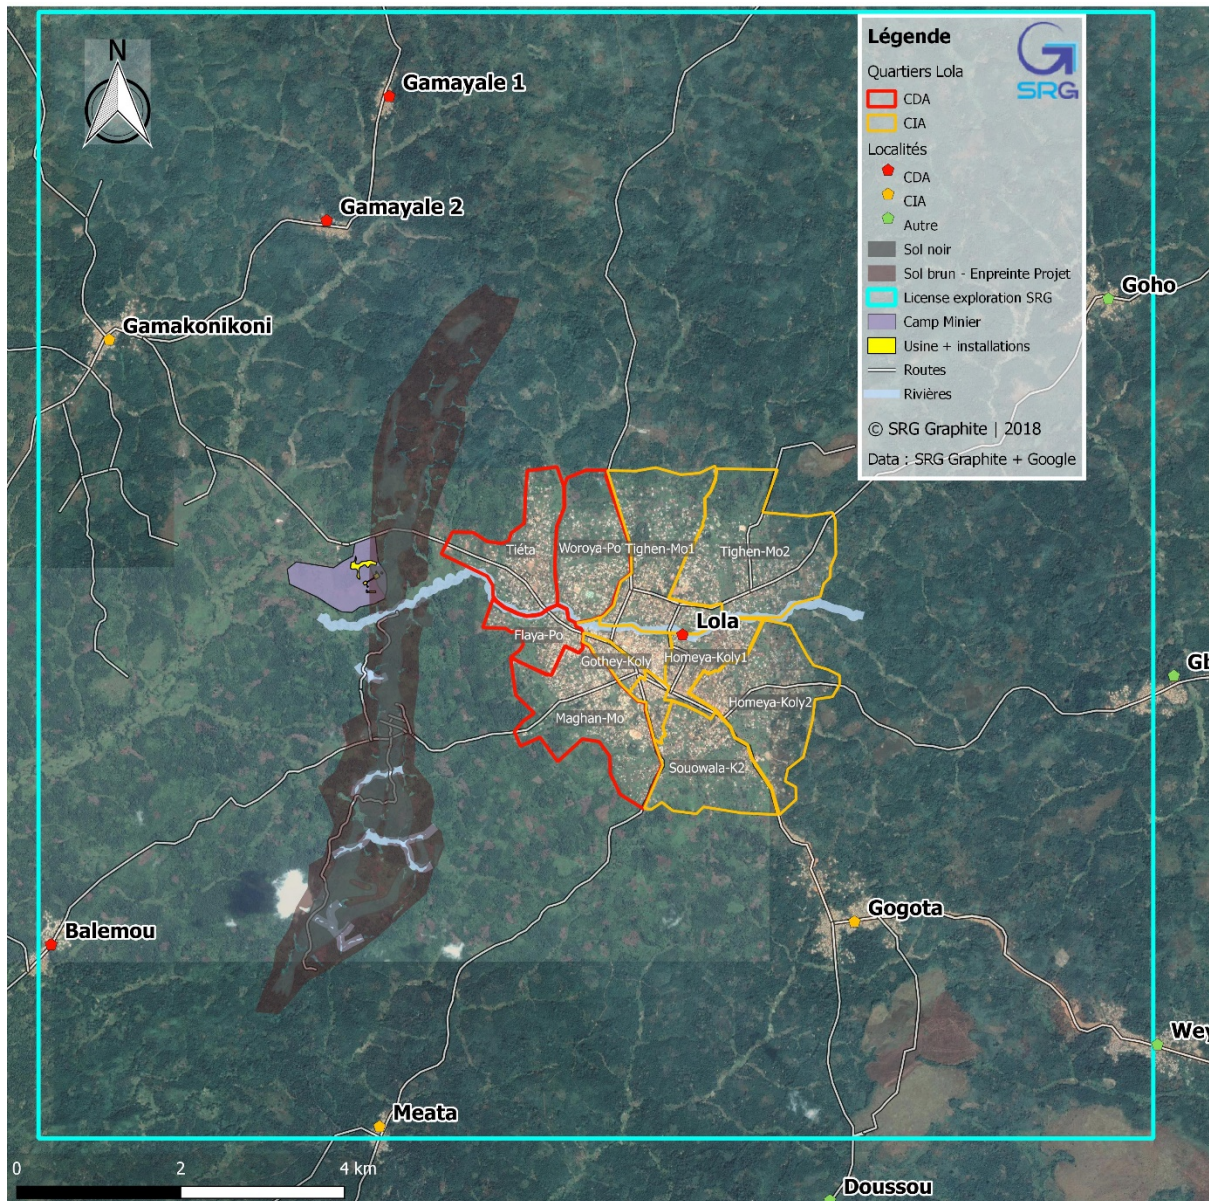 N
Gamayale 1
Gamayale 2
Gamakonikoni
Légende
SRG
Quartiers Lola
CDA
CIA
Localités
CDA
CIA
Autre
Sol noir
Sol brun - Enpreinte Projet
License exploration SRG
Camp Minier
Usine + installations
Routes
Rivières
© SRG Graphite | 2018
Data : SRG Graphite + Google
Goho
Tiéta
Woroya-Po
Tighen-Mo1
Tighen-Mo2
Lola
Flaya-Po
Gothey-Koly
Homeya-Koly1
Gb
Homeya-Koly2
Maghan-Mo
Souowala-K2
Gogota
Balemou
Wey
Meata
Doussou
0 2 4 km